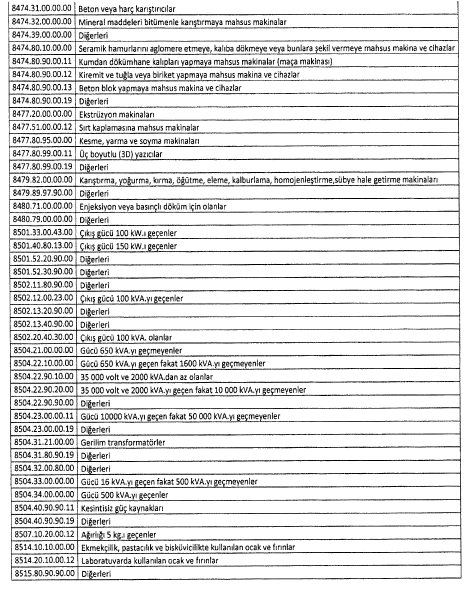 8474.31.00.00.00 Beton veya harç karıştırıcılar
8474.32.00.00.00 Mineral maddeleri bitümenle karıştırmaya mahsus makinalar
8474.39.00.00.00 Diğerleri
8474.80.10.00.00 Seramik hamurlarını aglomere etmeye, kalıba dökmeye veya bunlara şekil vermeye mahsus makina ve cihazlar
8474.80.90.00.11 Kumdan dökümhane kalıpları yapmaya mahsus makinalar (maça makinası)
8474.80.90.00.12 Kiremit ve tuğla veya biriket yapmaya mahsus makina ve cihazlar
8474.80.90.00.13 Beton blok yapmaya mahsus makina ve cihazlar
8474.80.90.00.19 Diğerleri
8477.20.00.00.00 Ekstrüzyon makinaları
8477.51.00.00.12 Sırt kaplamasına mahsus makinalar
8477.80.95.00.00 Kesme, yarma ve soyma makinaları
8477.80.99.00.11 Üç boyutlu (3D) yazıcılar
8477.80.99.00.19 Diğerleri
8479.82.00.00.00 Karıştırma, yoğurma, kırma, öğütme, eleme, kalburlama, homojenleştirme,sübye hale getirme makinaları
8479.89.97.90.00 Diğerleri
8480.71.00.00.00 Enjeksiyon veya basınçlı döküm için olanlar
8480.79.00.00.00 Diğerleri
8501.33.00.43.00 Çıkış gücü 100 kW.ı geçenler
8501.40.80.13.00 Çıkış gücü 150 kW.ı geçenler
8501.52.20.90.00 Diğerleri
8501.52.30.90.00 Diğerleri
8502.11.80.90.00 Diğerleri
8502.12.00.23.00 Çıkış gücü 100 kVA.yı geçenler
8502.13.20.90.00 Diğerleri
8502.13.40.90.00 Diğerleri
8502.20.40.30.00 Çıkış gücü 100 kVA. olanlar
8504.21.00.00.00 Gücü 650 kVA.yı geçmeyenler
8504.22.10.00.00 Gücü 650 kVA.yı geçen fakat 1600 kVA.yı geçmeyenler
8504.22.90.10.00 35 000 volt ve 2000 kVA.dan az olanlar
8504.22.90.20.00 35 000 volt ve 2000 kVA.yı geçen fakat 10 000 kVA.yı geçmeyenler
8504.22.90.90.00 Diğerleri
8504.23.00.00.11 Gücü 10000 kVA.yı geçen fakat 50 000 kVA.yı geçmeyenler
8504.23.00.00.19 Diğerleri
8504.31.21.00.00 Gerilim transformatörler
8504.31.80.90.19 Diğerleri
8504.32.00.80.00 Diğerleri
8504.33.00.00.00 Gücü 16 kVA.yı geçen fakat 500 kVA.yı geçmeyenler
8504.34.00.00.00 Gücü 500 kVA.yı geçenler
8504.40.90.90.11 Kesintisiz güç kaynakları
8504.40.90.90.19 Diğerleri
8507.10.20.00.12 Ağırlığı 5 kg.ı geçenler
8514.10.10.00.00 Ekmekçilik, pastacılık ve bisküvicilikte kullanılan ocak ve fırınlar
8514.20.10.00.12 Laboratuvarda kullanılan ocak ve fırınlar
8515.80.90.90.00 Diğerleri